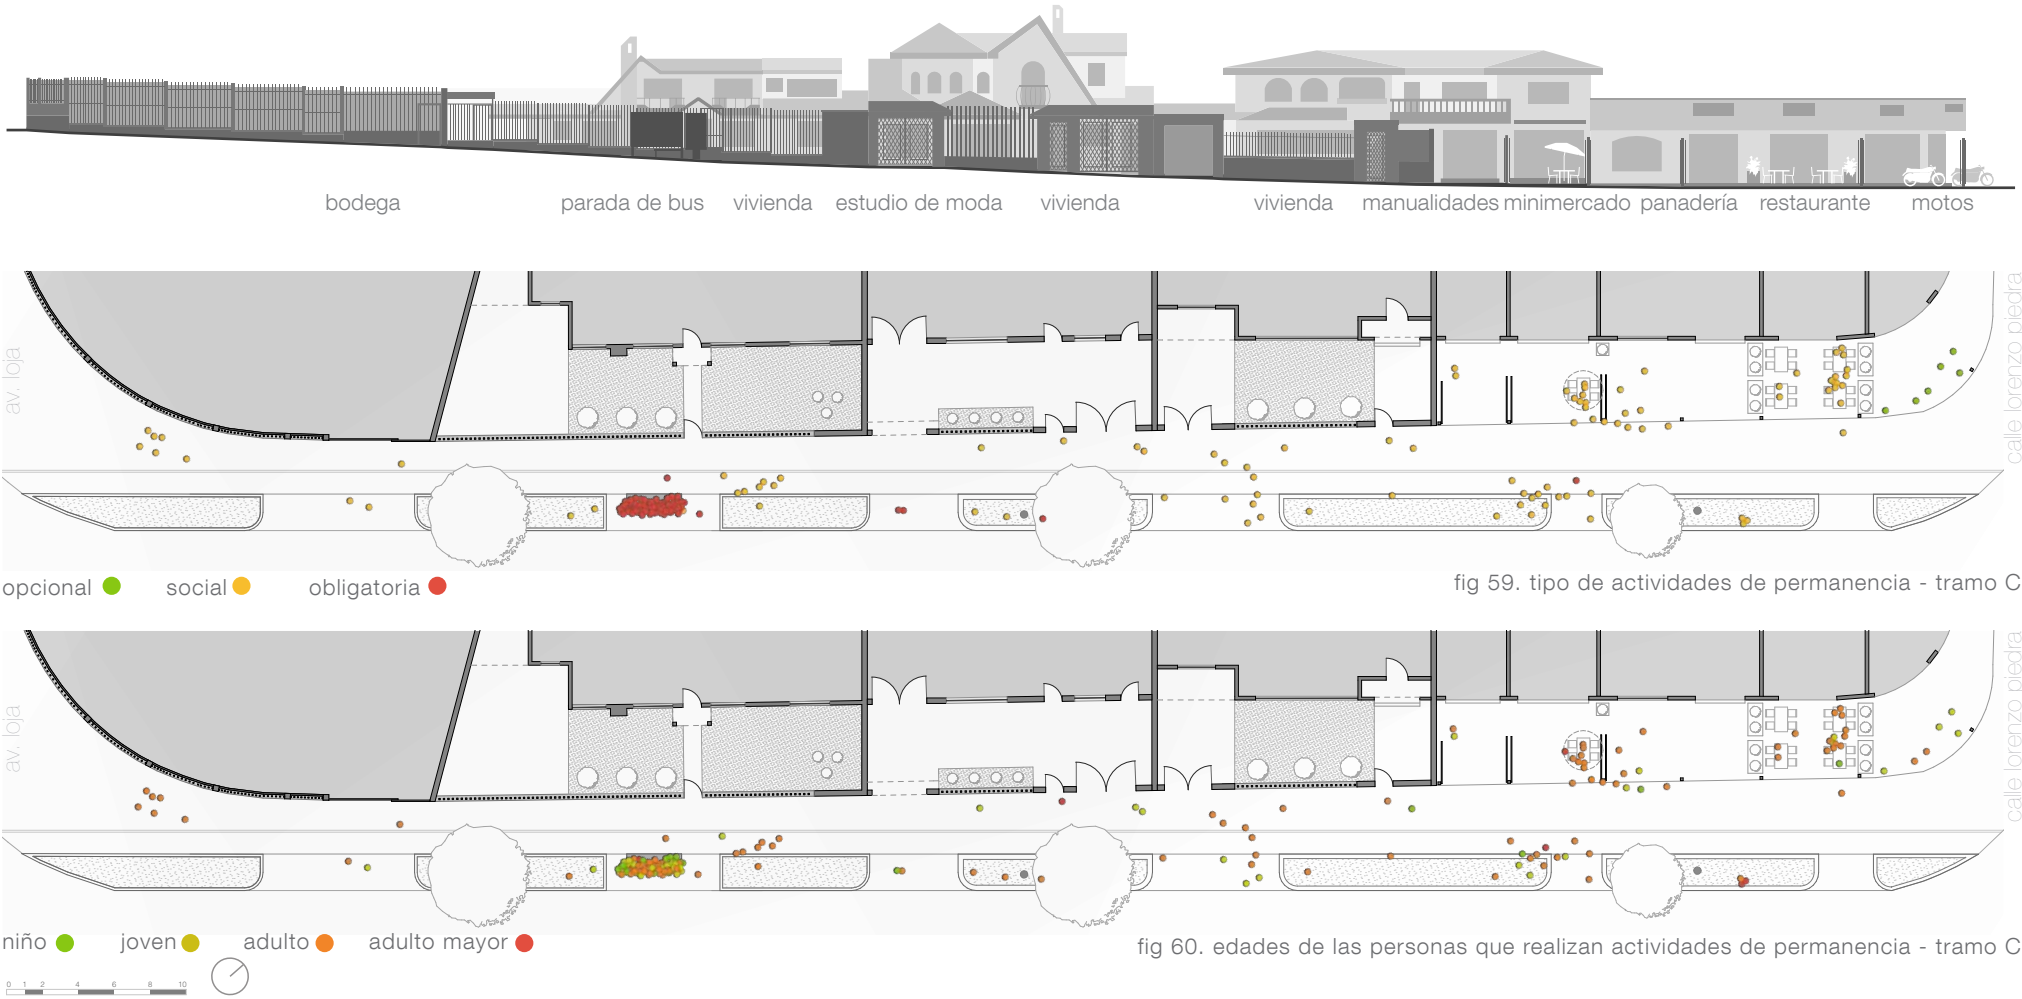 bodega parada de bus vivienda estudio de moda vivienda vivienda manualidades minimercado panadería restaurante motos
av. loja
calle lorenzo piedra
opcional social obligatoria
fig 59. tipo de actividades de permanencia - tramo C
av. loja
calle lorenzo piedra
niño joven adulto adulto mayor
fig 60. edades de las personas que realizan actividades de permanencia - tramo C
0 1 2 4 6 8 10